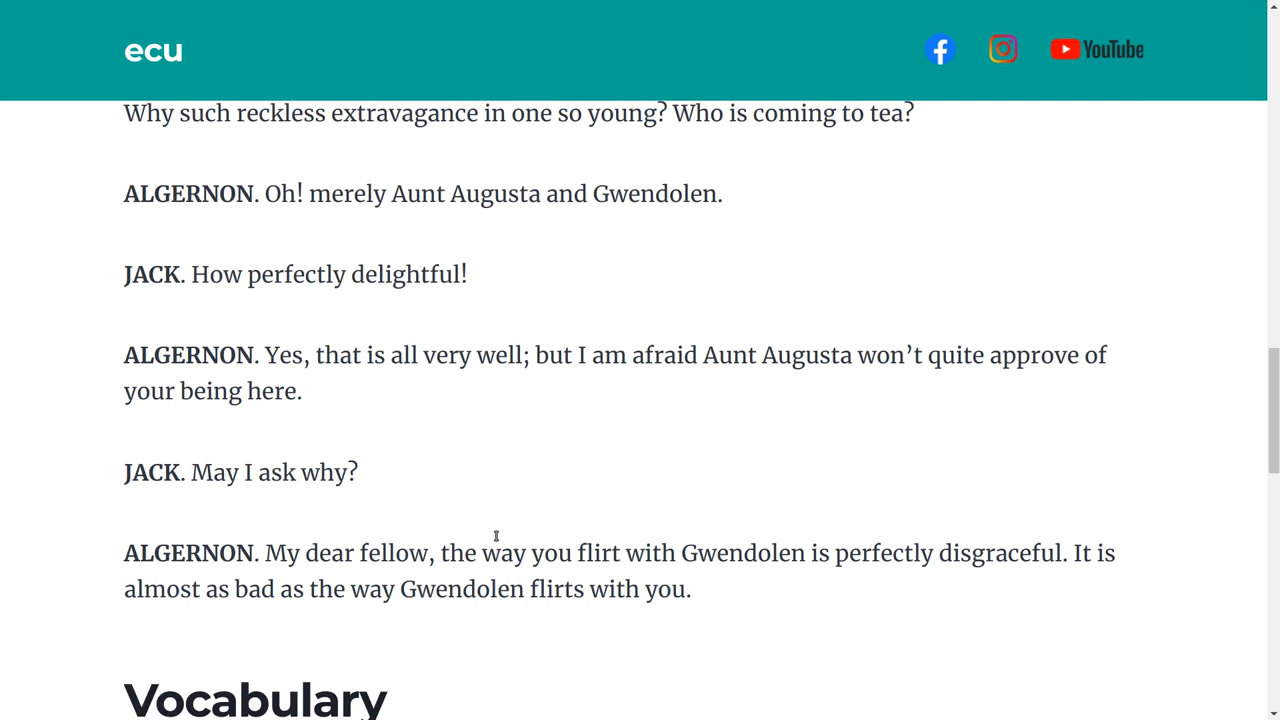 ecu
YouTube
Why such reckless extravagance in one so young? Who is coming to tea?
ALGERNON. Oh! merely Aunt Augusta and Gwendolen.
JACK. How perfectly delightful!
ALGERNON. Yes, that is all very well; but I am afraid Aunt Augusta won’t quite approve of
your being here.
JACK. May I ask why?
ALGERNON. My dear fellow, the way you flirt with Gwendolen is perfectly disgraceful. It is
almost as bad as the way Gwendolen flirts with you.
Vocabulary